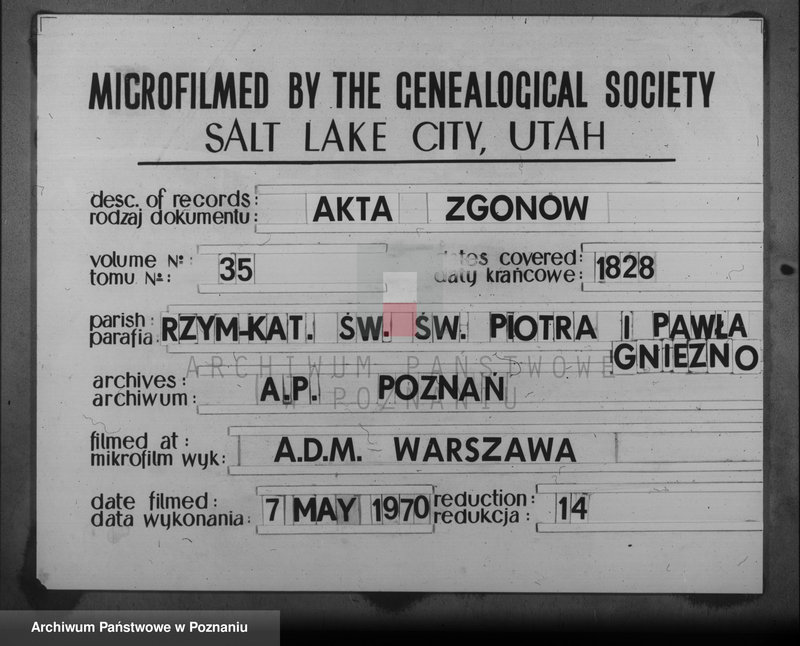 MICROFILMED BY THE GENEALOGICAL SOCIETY
SALT LAKE CITY, UTAH
desc. of records: AKTA ZGONÓW
rodzaj dokumentu:
volume No: 35 dates covered: 1828
tomu No: daty krańcowe:
parish: RZYM-KAT. ŚW. ŚW. PIOTRA I PAWŁA
parafia: GNIEZNO
ARCHIWUM PAŃSTWOWE
W POZNANIU
archives: A.P. POZNAŃ
archiwum:
filmed at: A.D.M. WARSZAWA
mikrofilm wyk:
date filmed: 7 MAY 1970 reduction: 14
data wykonania: redukcja:
Archiwum Państwowe w Poznaniu